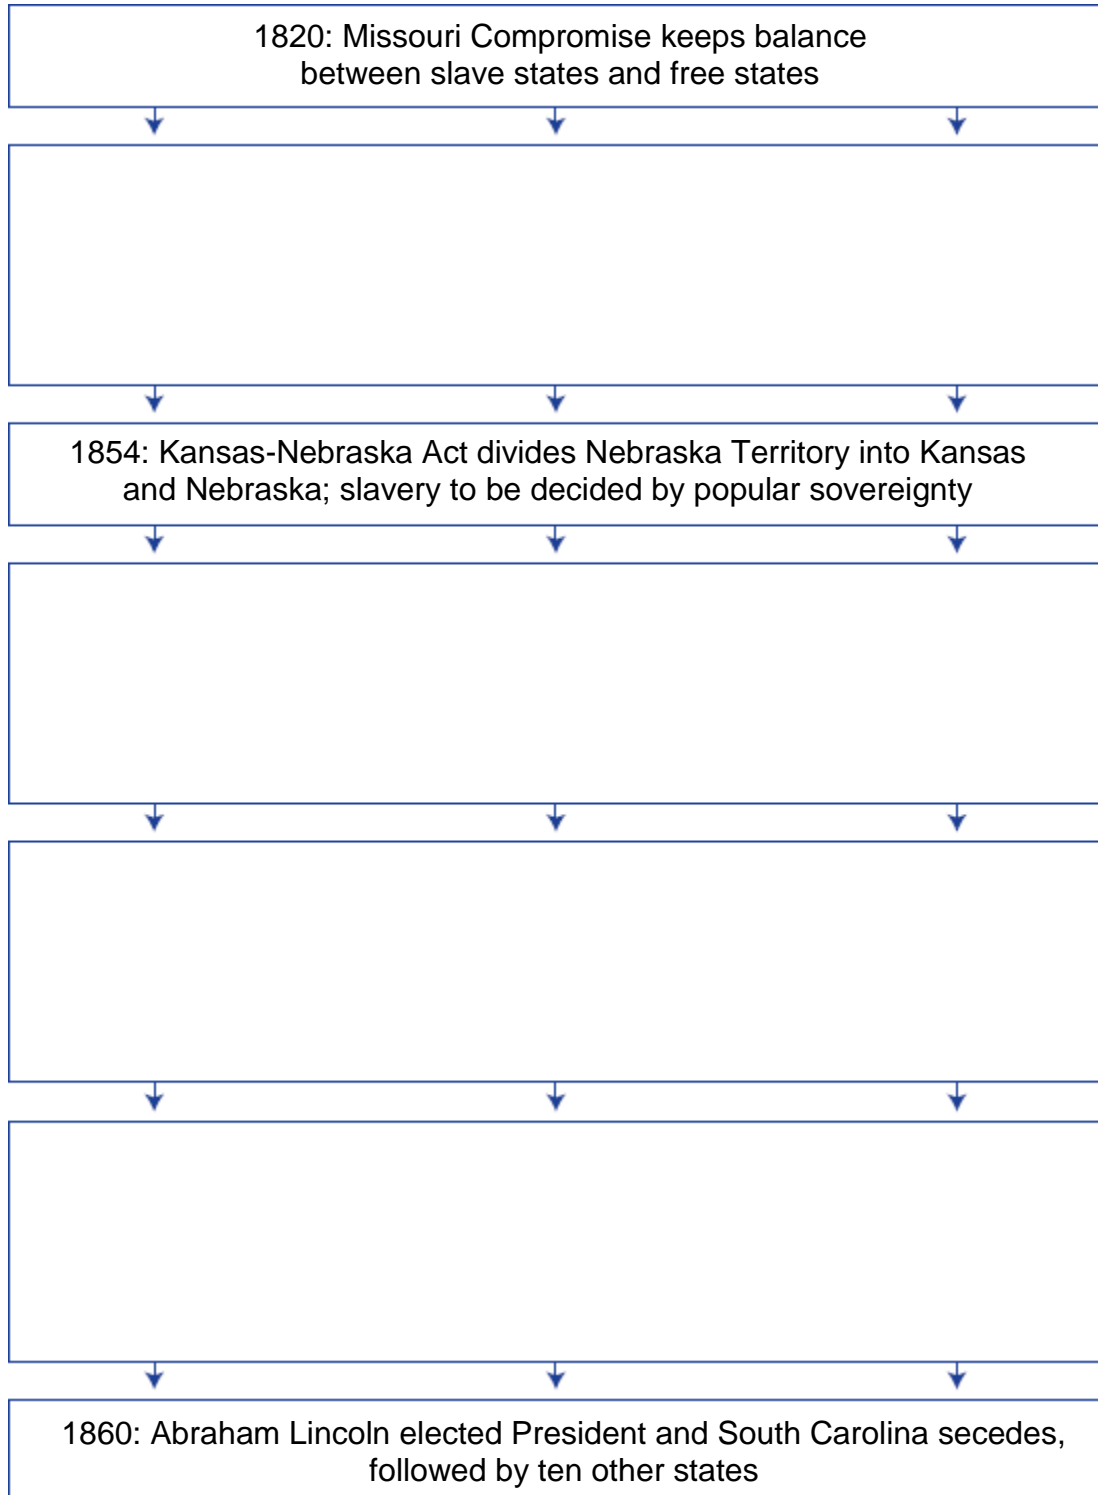 1820: Missouri Compromise keeps balance
between slave states and free states
1854: Kansas-Nebraska Act divides Nebraska Territory into Kansas
and Nebraska; slavery to be decided by popular sovereignty
1860: Abraham Lincoln elected President and South Carolina secedes,
followed by ten other states